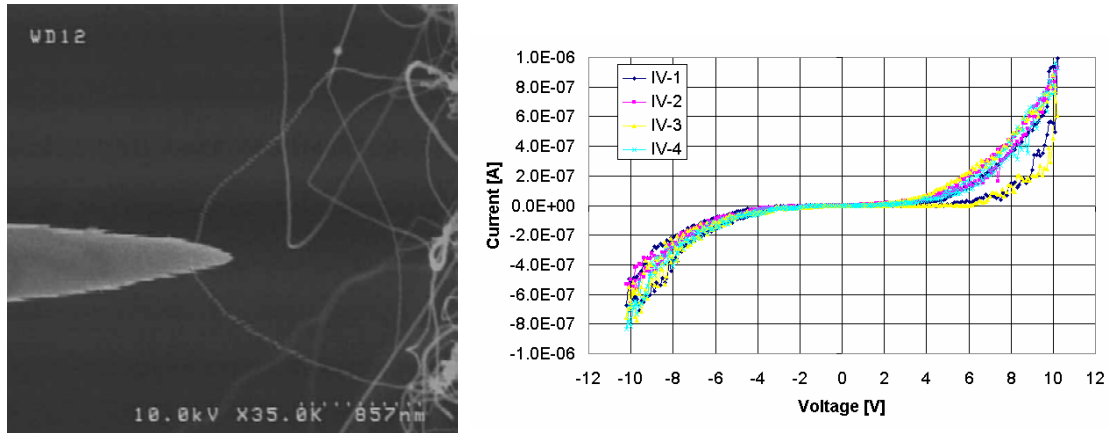 WD12
10.0kV X35.0K 857nm
1.0E-06
8.0E-07
6.0E-07
4.0E-07
2.0E-07
0.0E+00
-2.0E-07
-4.0E-07
-6.0E-07
-8.0E-07
-1.0E-06
Current [A]
IV-1
IV-2
IV-3
IV-4
-12 -10 -8 -6 -4 -2 0 2 4 6 8 10 12
Voltage [V]